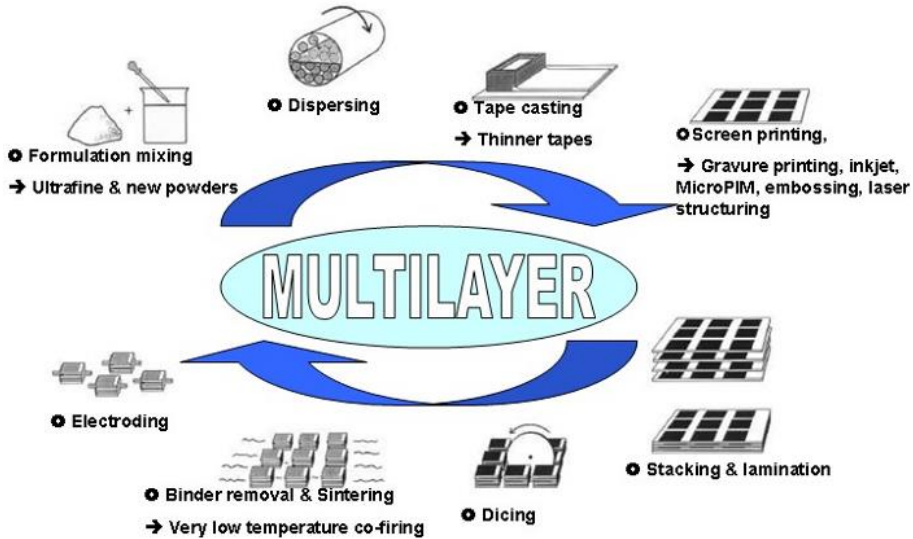 ✪ Formulation mixing
➔ Ultrafine & new powders
✪ Dispersing
✪ Tape casting
➔ Thinner tapes
✪ Screen printing,
➔ Gravure printing, inkjet,
MicroPIM, embossing, laser
structuring
MULTILAYER
✪ Stacking & lamination
✪ Dicing
✪ Binder removal & Sintering
➔ Very low temperature co-firing
✪ Electroding